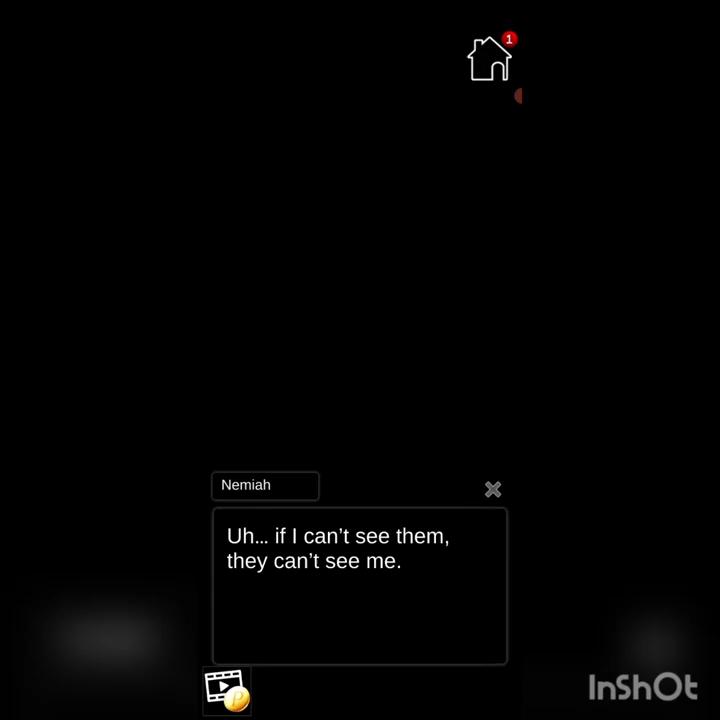 1
Nemiah
Uh... if I can’t see them,
they can’t see me.
P
InShOt